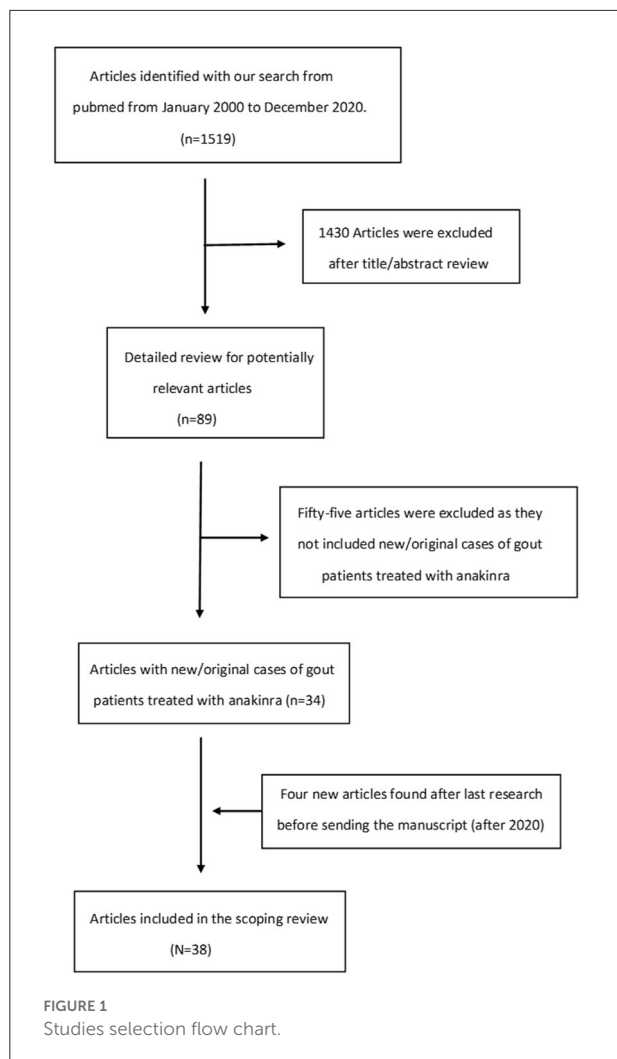 Articles identified with our search from
pubmed from January 2000 to December 2020.
(n=1519)
1430 Articles were excluded
after title/abstract review
Detailed review for potentially
relevant articles
(n=89)
Fifty-five articles were excluded as they
not included new/original cases of gout
patients treated with anakinra
Articles with new/original cases of gout
patients treated with anakinra (n=34)
Four new articles found after last research
before sending the manuscript (after 2020)
Articles included in the scoping review
(N=38)
FIGURE 1
Studies selection flow chart.